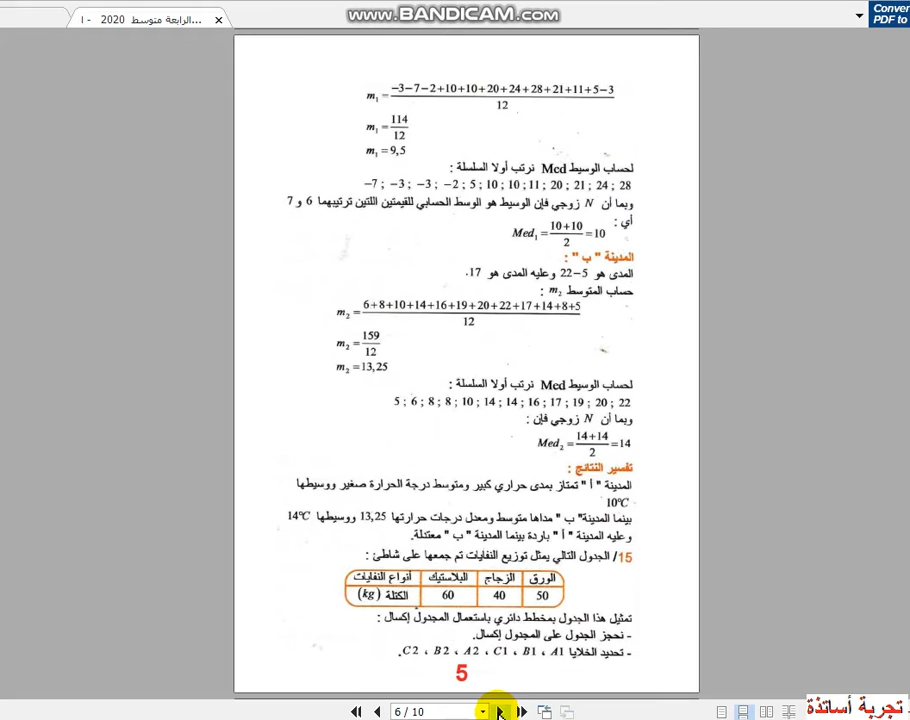 www.BANDICAM.com
الرابعة متوسط 2020 - ا...
Conver
PDF to
m₁ = (−3−7−2+10+10+20+24+28+21+11+5−3)/12
m₁ = 114/12
m₁ = 9,5
لحساب الوسيط Med نرتب أولا السلسلة :
−7 ; −3 ; −3 ; −2 ; 5 ; 10 ; 10 ; 11 ; 20 ; 21 ; 24 ; 28
وبما أن N زوجي فإن الوسيط هو الوسط الحسابي للقيمتين اللتين ترتيبهما 6 و 7
أي :
Med₁ = (10+10)/2 = 10
المدينة " ب " :
المدى هو 5−22 وعليه المدى هو 17.
حساب المتوسط m₂ :
m₂ = (6+8+10+14+16+19+20+22+17+14+8+5)/12
m₂ = 159/12
m₂ = 13,25
لحساب الوسيط Med نرتب أولا السلسلة :
5 ; 6 ; 8 ; 8 ; 10 ; 14 ; 14 ; 16 ; 17 ; 19 ; 20 ; 22
وبما أن N زوجي فإن :
Med₂ = (14+14)/2 = 14
تفسير النتائج :
المدينة " أ " تمتاز بمدى حراري كبير ومتوسط درجة الحرارة صغير ووسيطها
10°C
بينما المدينة" ب " مداها متوسط ومعدل درجات حرارتها 13,25 ووسيطها 14°C
وعليه المدينة " أ " باردة بينما المدينة " ب " معتدلة.
15/ الجدول التالي يمثل توزيع النفايات تم جمعها على شاطئ :
أنواع النفايات البلاستيك الزجاج الورق
الكتلة (kg) 60 40 50
تمثيل هذا الجدول بمخطط دائري باستعمال المجدول إكسال :
- نحجز الجدول على المجدول إكسال.
- تحديد الخلايا A1 ، B1 ، C1 ، A2 ، B2 ، C2.
5
6 / 10
تجربة أساتذة